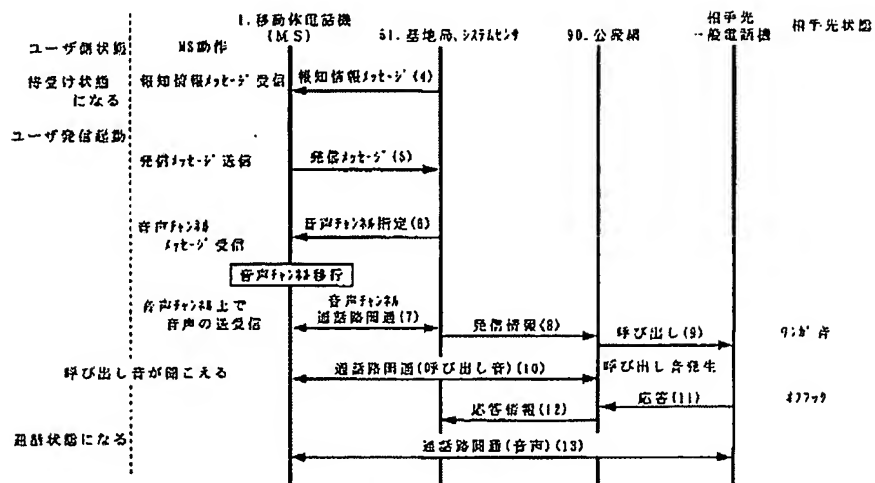 1.移動体電話機
(MS)
61.基地局、システムセンタ
90.公衆網
相手先
一般電話機
相手先状態
ユーザ側状態
MS動作
待受け状態
になる
報知情報メッセージ受信
報知情報メッセージ(4)
ユーザ発信起動
発信メッセージ送信
発信メッセージ(5)
音声チャンネル
メッセージ受信
音声チャンネル指定(6)
音声チャンネル移行
音声チャンネル上で
音声の送受信
音声チャンネル
通話路開通(7)
発信情報(8)
呼び出し(9)
リンガ音
呼び出し音が聞こえる
通話路開通(呼び出し音)(10)
呼び出し音発生
応答情報(12)
応答(11)
オフフック
通話状態になる
通話路開通(音声)(13)